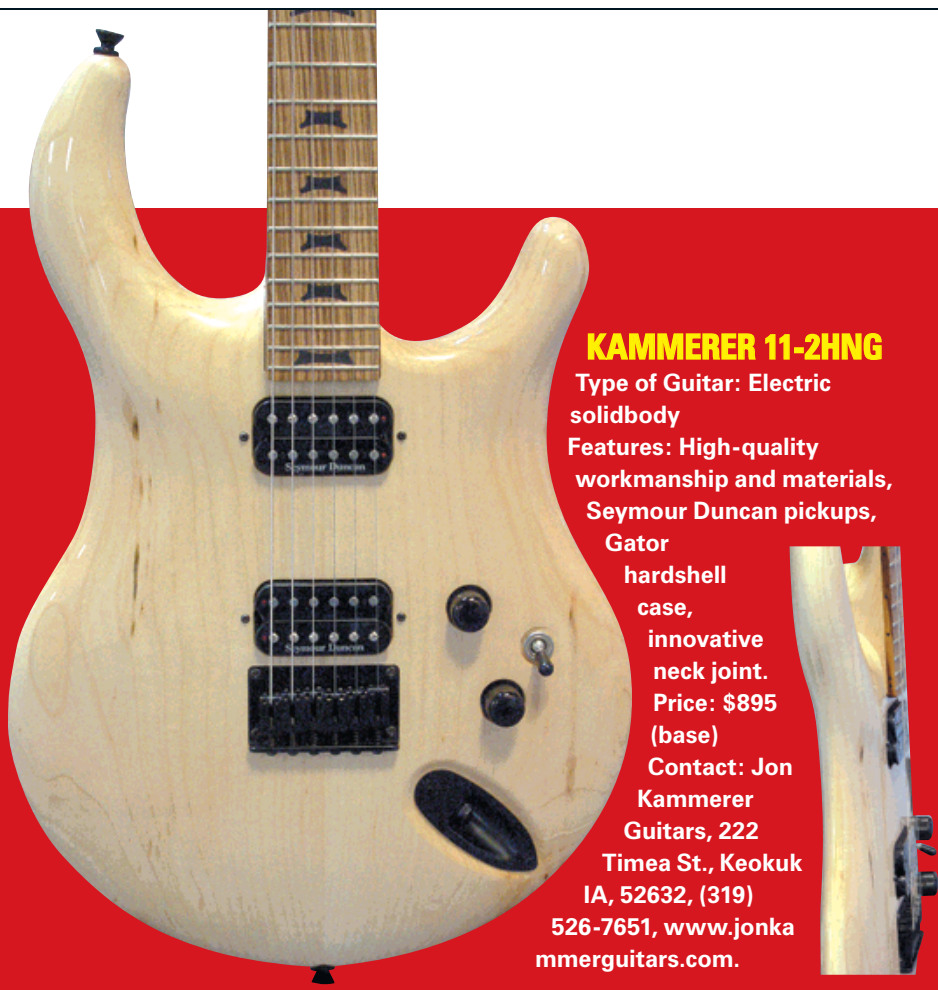 Seymour Duncan
Seymour Duncan
KAMMERER 11-2HNG
Type of Guitar: Electric
solidbody
Features: High-quality
workmanship and materials,
Seymour Duncan pickups,
Gator
hardshell
case,
innovative
neck joint.
Price: $895
(base)
Contact: Jon
Kammerer
Guitars, 222
Timea St., Keokuk
IA, 52632, (319)
526-7651, www.jonka
mmerguitars.com.